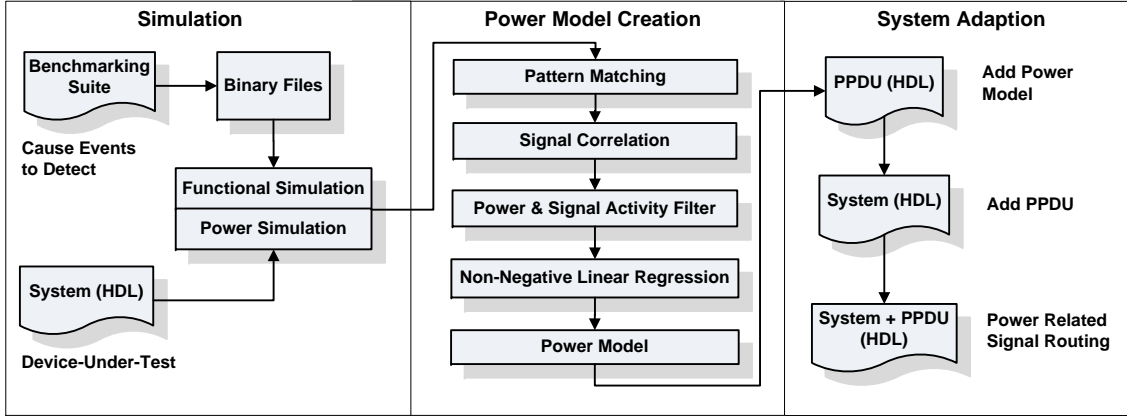 Simulation
Benchmarking
Suite
Binary Files
Cause Events
to Detect
Functional Simulation
Power Simulation
System (HDL)
Device-Under-Test
Power Model Creation
Pattern Matching
Signal Correlation
Power & Signal Activity Filter
Non-Negative Linear Regression
Power Model
System Adaption
PPDU (HDL)
Add Power
Model
System (HDL)
Add PPDU
System + PPDU
(HDL)
Power Related
Signal Routing